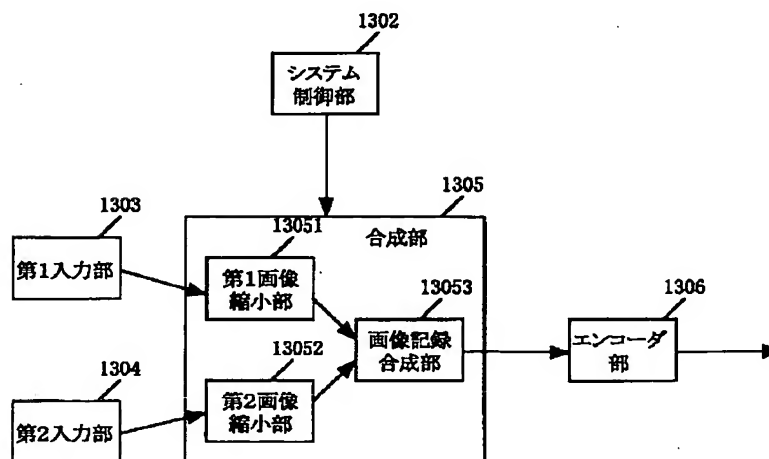 1302
システム
制御部
1305
合成部
1303
第1入力部
13051
第1画像
縮小部
13053
画像記録
合成部
1306
エンコーダ
部
1304
第2入力部
13052
第2画像
縮小部